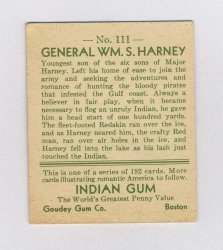 — No. 111 —
GENERAL WM. S. HARNEY
Youngest son of the six sons of Major
Harney. Left his home of ease to join the
army and seeking the adventures and
romance of hunting the bloody pirates
that infested the Gulf Coast. Always a
believer in fair play, when it became
necessary to flog an unruly Indian, he gave
him a head start of one hundred yards.
The fleet-footed Redskin ran over the ice,
and as Harney neared him, the crafty Red
man, ran over air holes in the ice, and
Harney fell into the lake as his lash just
touched the Indian.
This is one of a series of 192 cards. More
cards illustrating romantic America to follow.
INDIAN GUM
The World's Greatest Penny Value
Goudey Gum Co. Boston